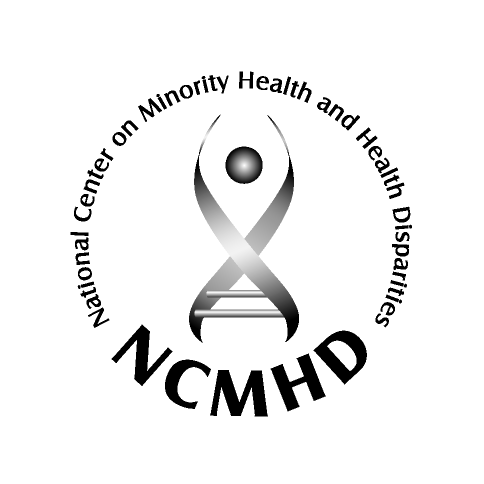 National Center on Minority Health and Health Disparities
NCMHD